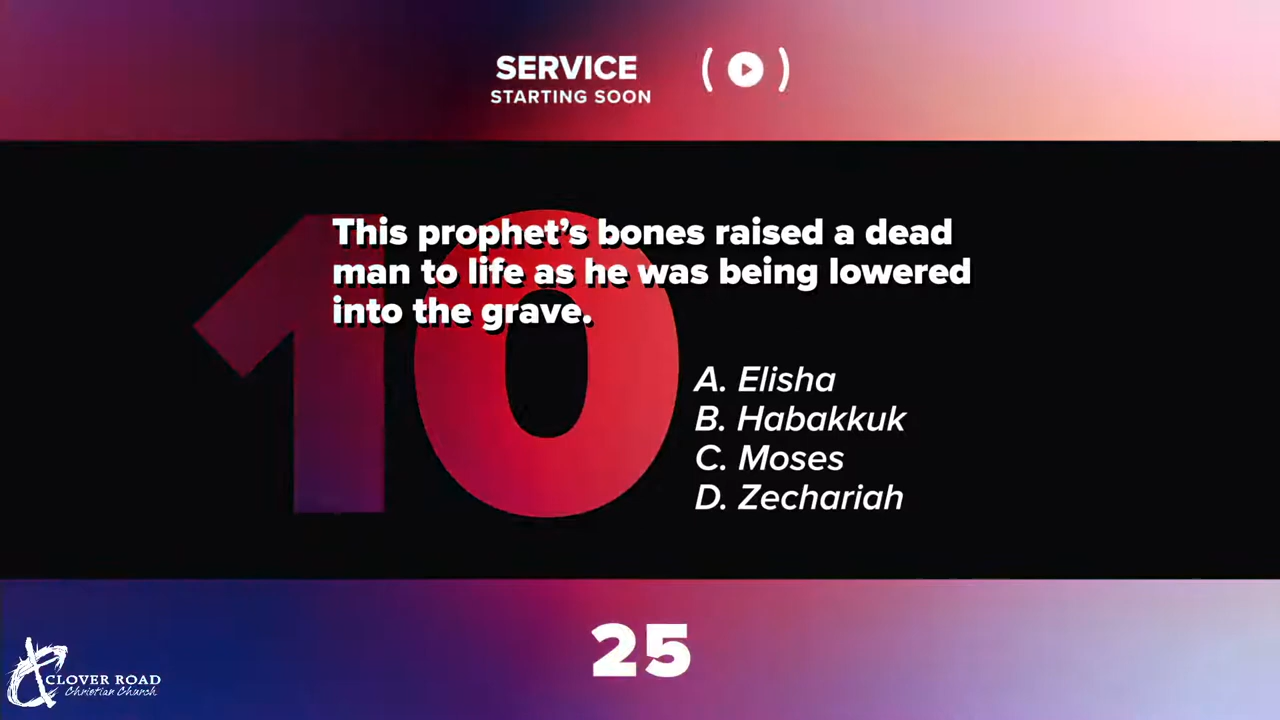 SERVICE
STARTING SOON
10
This prophet's bones raised a dead
man to life as he was being lowered
into the grave.
A. Elisha
B. Habakkuk
C. Moses
D. Zechariah
25
CLOVER ROAD
Christian Church